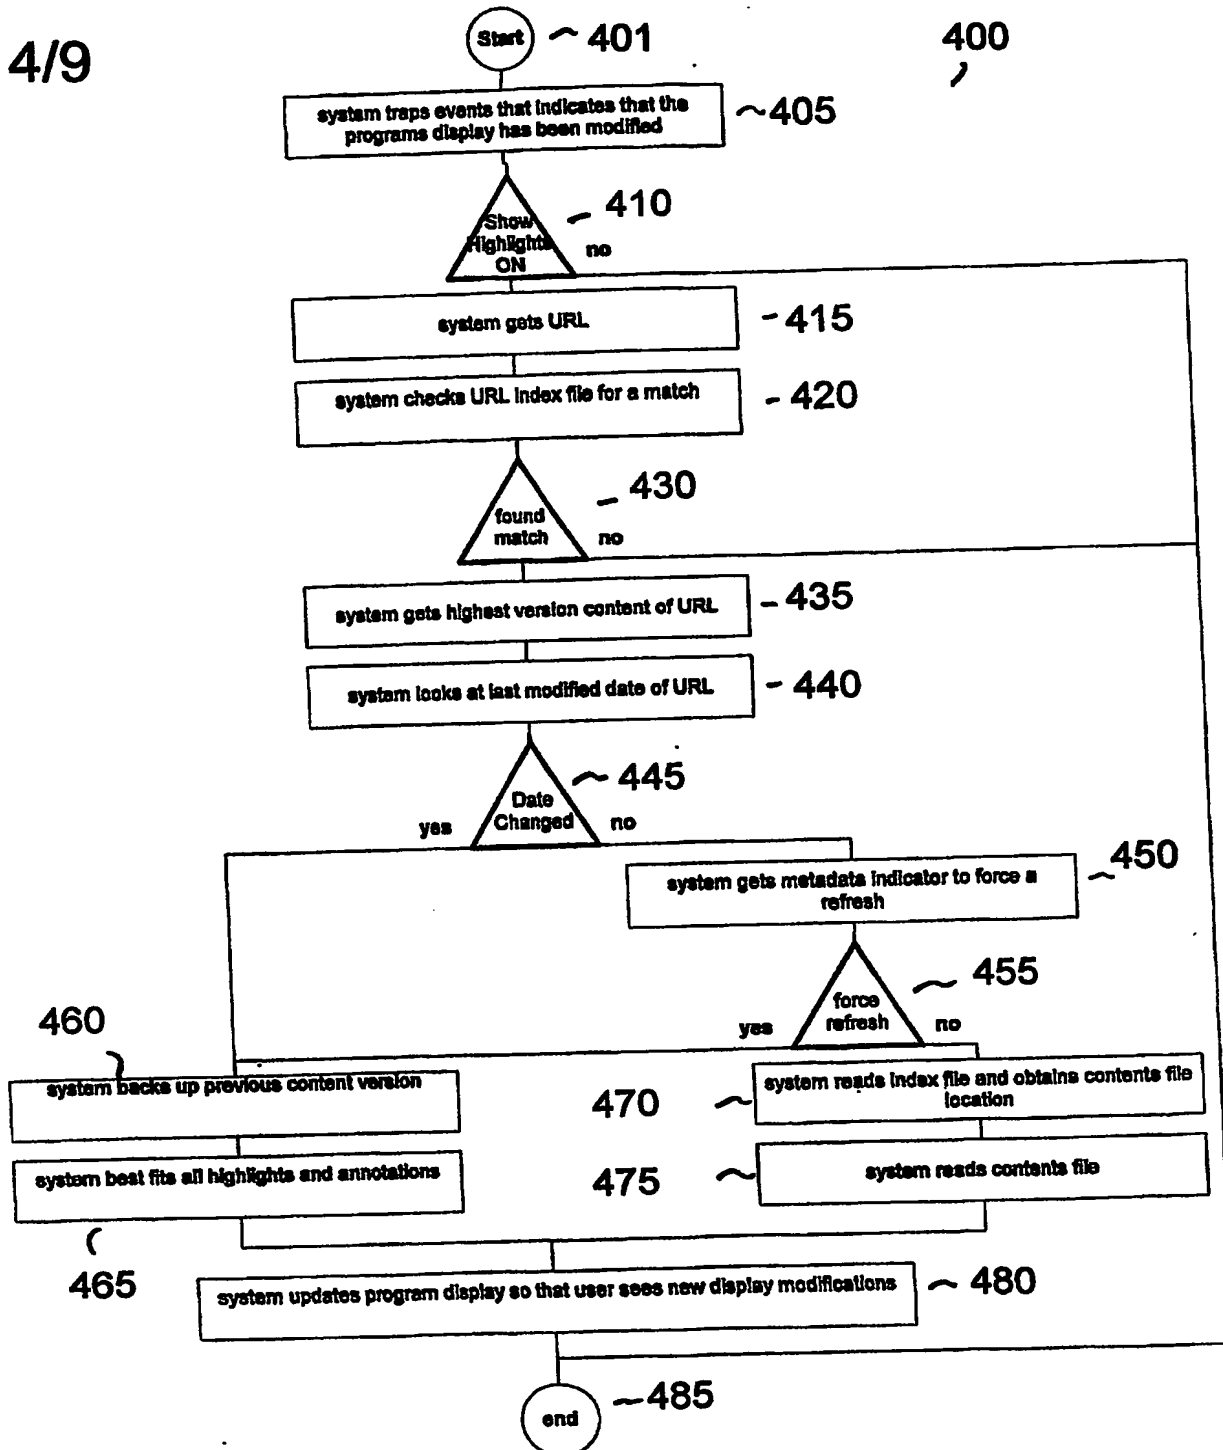 4/9
Start
401
400
system traps events that indicates that the
programs display has been modified
405
Show
Highlights
ON
410
no
system gets URL
415
system checks URL index file for a match
420
found
match
430
no
system gets highest version content of URL
435
system looks at last modified date of URL
440
Date
Changed
445
yes
no
system gets metadata indicator to force a
refresh
450
force
refresh
455
yes
no
460
system backs up previous content version
system reads index file and obtains contents file
location
470
system best fits all highlights and annotations
465
system reads contents file
475
system updates program display so that user sees new display modifications
480
end
485